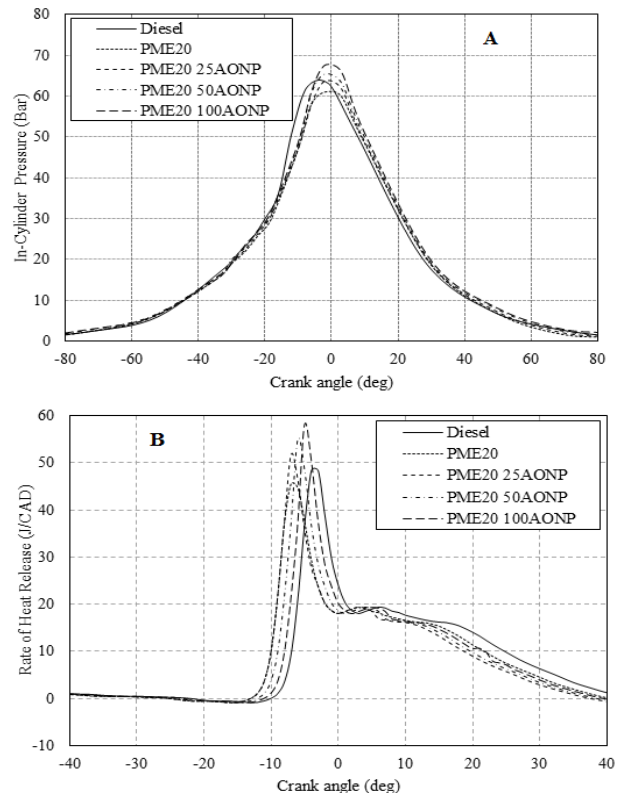 80
70
60
50
40
30
20
10
0
In-Cylinder Pressure (Bar)
Diesel
PME20
PME20 25AONP
PME20 50AONP
PME20 100AONP
A
-80 -60 -40 -20 0 20 40 60 80
Crank angle (deg)
60
50
40
30
20
10
0
-10
Rate of Heat Release (J/CAD)
B
Diesel
PME20
PME20 25AONP
PME20 50AONP
PME20 100AONP
-40 -30 -20 -10 0 10 20 30 40
Crank angle (deg)